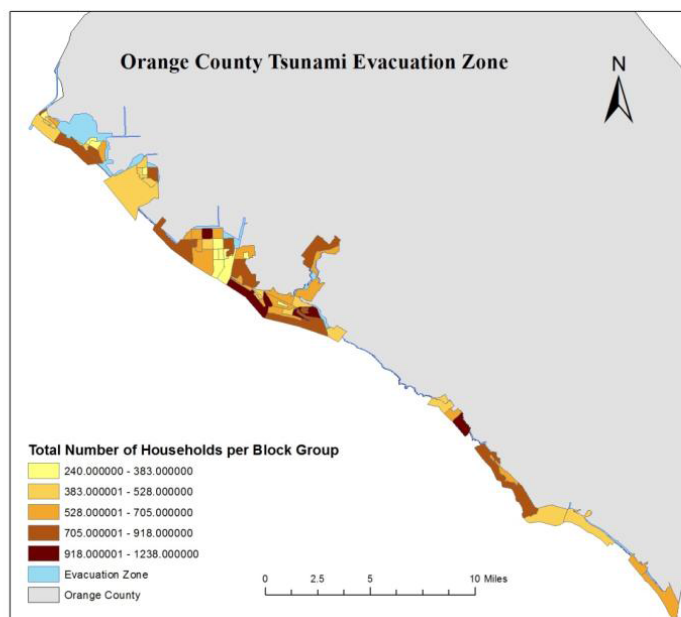 Orange County Tsunami Evacuation Zone
N
Total Number of Households per Block Group
240.000000 - 383.000000
383.000001 - 528.000000
528.000001 - 705.000000
705.000001 - 918.000000
918.000001 - 1238.000000
Evacuation Zone
Orange County
0 2.5 5 10 Miles